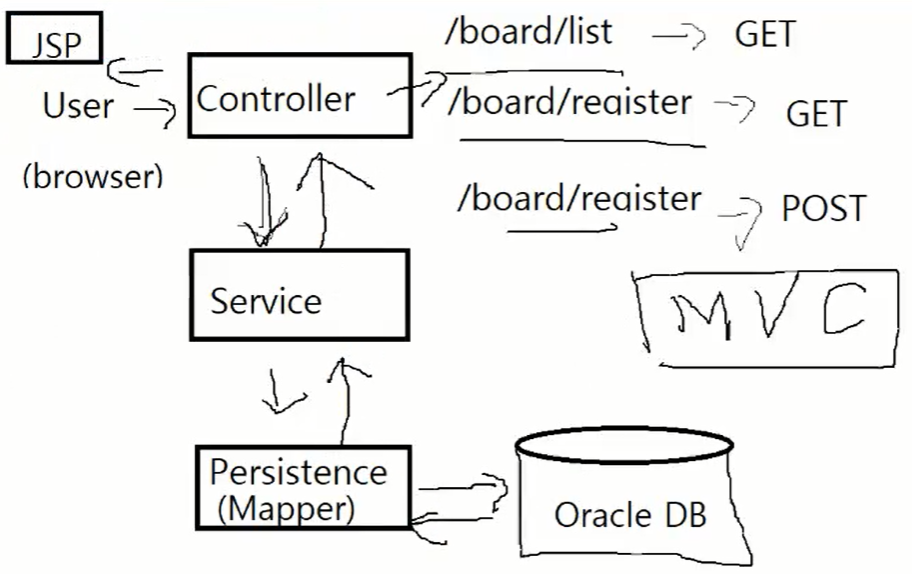 JSP
/board/list
GET
User
Controller
/board/register
GET
(browser)
/board/register
POST
Service
MVC
Persistence
(Mapper)
Oracle DB